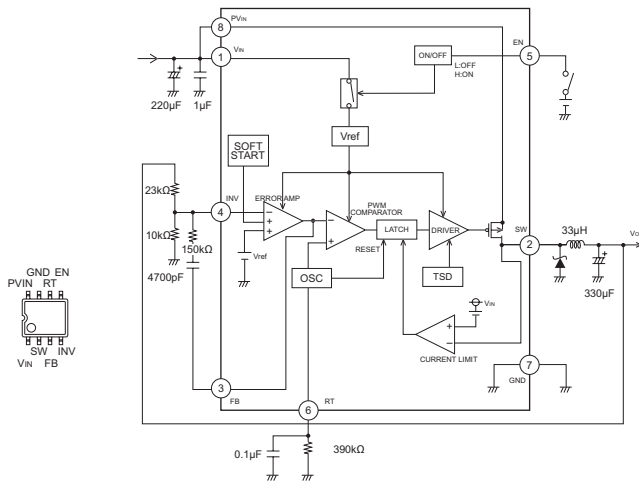 PVIN
8
VIN
1
220µF
1µF
ON/OFF
L:OFF
H:ON
EN
5
Vref
SOFT
START
23kΩ
INV
4
ERROR AMP
PWM
COMPARATOR
LATCH
DRIVER
SW
2
33µH
10kΩ
150kΩ
4700pF
Vref
RESET
OSC
TSD
330µF
VIN
CURRENT LIMIT
GND EN
PVIN RT
SW INV
VIN FB
3
FB
6
RT
7
GND
0.1µF
390kΩ